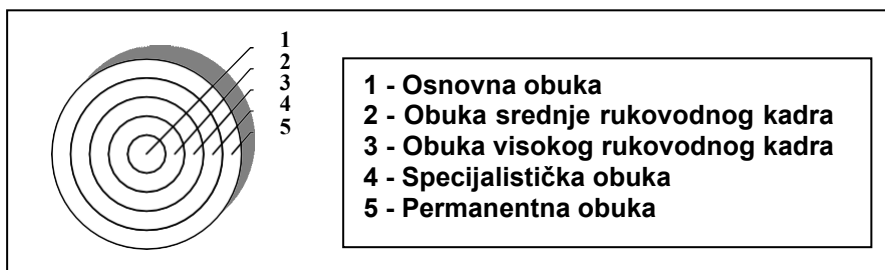 1
2
3
4
5
1 - Osnovna obuka
2 - Obuka srednje rukovodnog kadra
3 - Obuka visokog rukovodnog kadra
4 - Specijalistička obuka
5 - Permanentna obuka